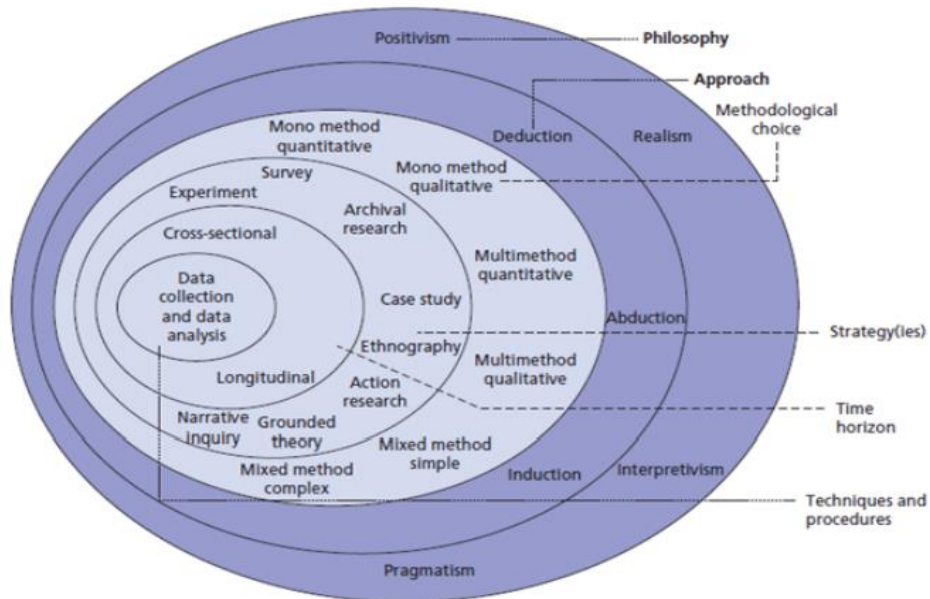 Positivism
Philosophy
Approach
Methodological
choice
Mono method
quantitative
Deduction
Realism
Mono method
qualitative
Survey
Experiment
Archival
research
Cross-sectional
Multimethod
quantitative
Data
collection
and data
analysis
Case study
Abduction
Strategy(ies)
Ethnography
Multimethod
qualitative
Longitudinal
Action
research
Time
horizon
Narrative
inquiry
Grounded
theory
Mixed method
simple
Mixed method
complex
Induction
Interpretivism
Techniques and
procedures
Pragmatism